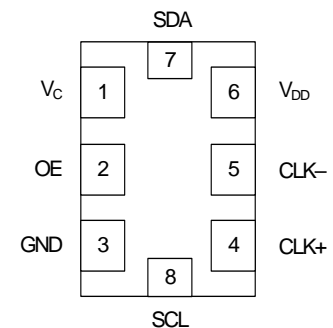 SDA
7
V_C 1 6 V_DD
OE 2 5 CLK–
GND 3 4 CLK+
8
SCL